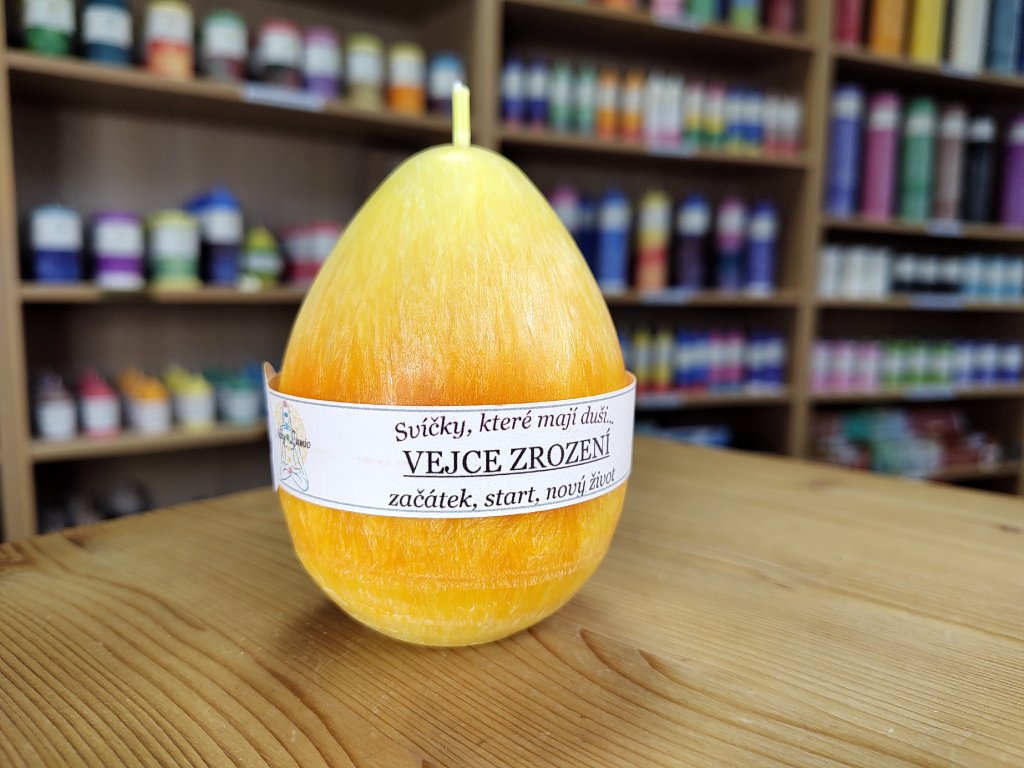 Svíčky, které mají duši...
VEJCE ZROZENÍ
začátek, start, nový život